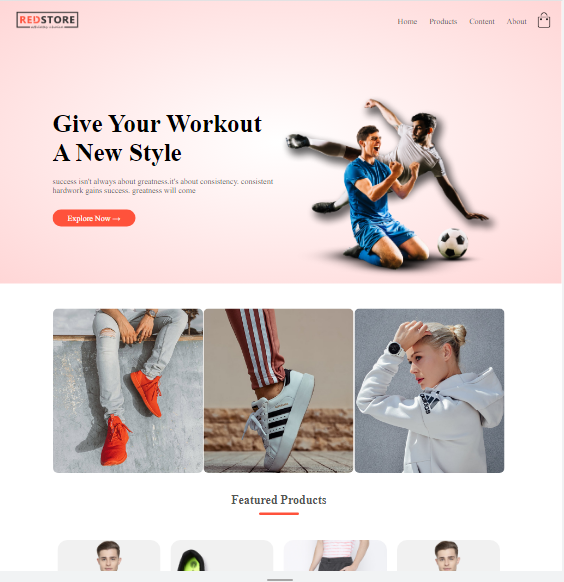 REDSTORE
Home Products Content About
Give Your Workout
A New Style
success isn't always about greatness.it's about consistency. consistent
hardwork gains success. greatness will come
Explore Now →
adidas
Featured Products